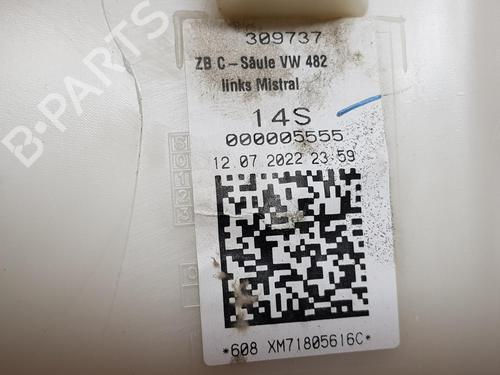 309737
ZB C-Säule VW 482
links Mistral
14S
000005555
12.07.2022 23:59
*608 XM71805616C*
B-PARTS